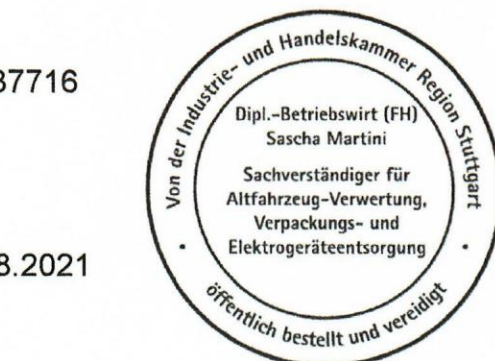 37716
Von der Industrie- und Handelskammer Region Stuttgart
Dipl.-Betriebswirt (FH)
Sascha Martini
Sachverständiger für
Altfahrzeug-Verwertung,
Verpackungs- und
Elektrogeräteentsorgung
8.2021
öffentlich bestellt und vereidigt